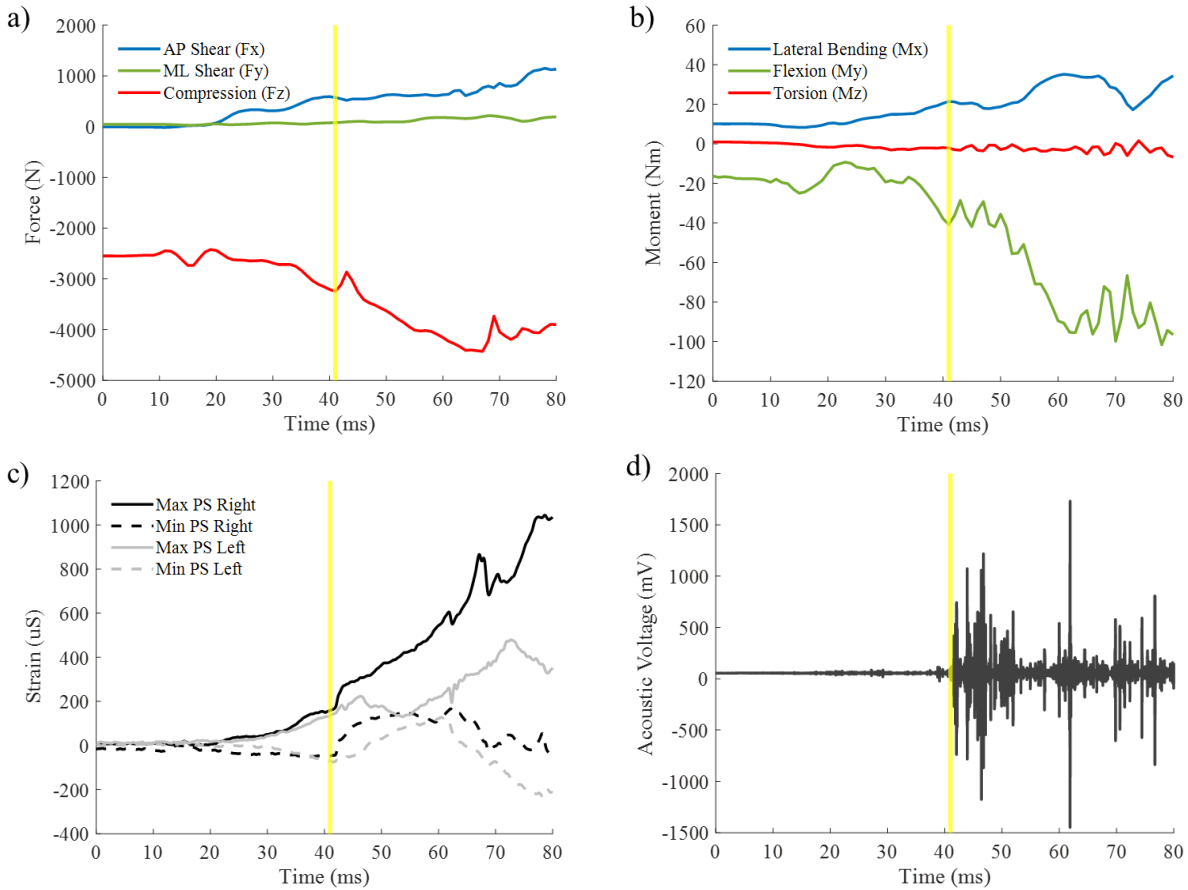 a)
2000
1000
0
-1000
-2000
-3000
-4000
-5000
Force (N)
AP Shear (Fx)
ML Shear (Fy)
Compression (Fz)
0 10 20 30 40 50 60 70 80
Time (ms)
b)
60
40
20
0
-20
-40
-60
-80
-100
-120
Moment (Nm)
Lateral Bending (Mx)
Flexion (My)
Torsion (Mz)
0 10 20 30 40 50 60 70 80
Time (ms)
c)
1200
1000
800
600
400
200
0
-200
-400
Strain (uS)
Max PS Right
Min PS Right
Max PS Left
Min PS Left
0 10 20 30 40 50 60 70 80
Time (ms)
d)
2000
1500
1000
500
0
-500
-1000
-1500
Acoustic Voltage (mV)
0 10 20 30 40 50 60 70 80
Time (ms)